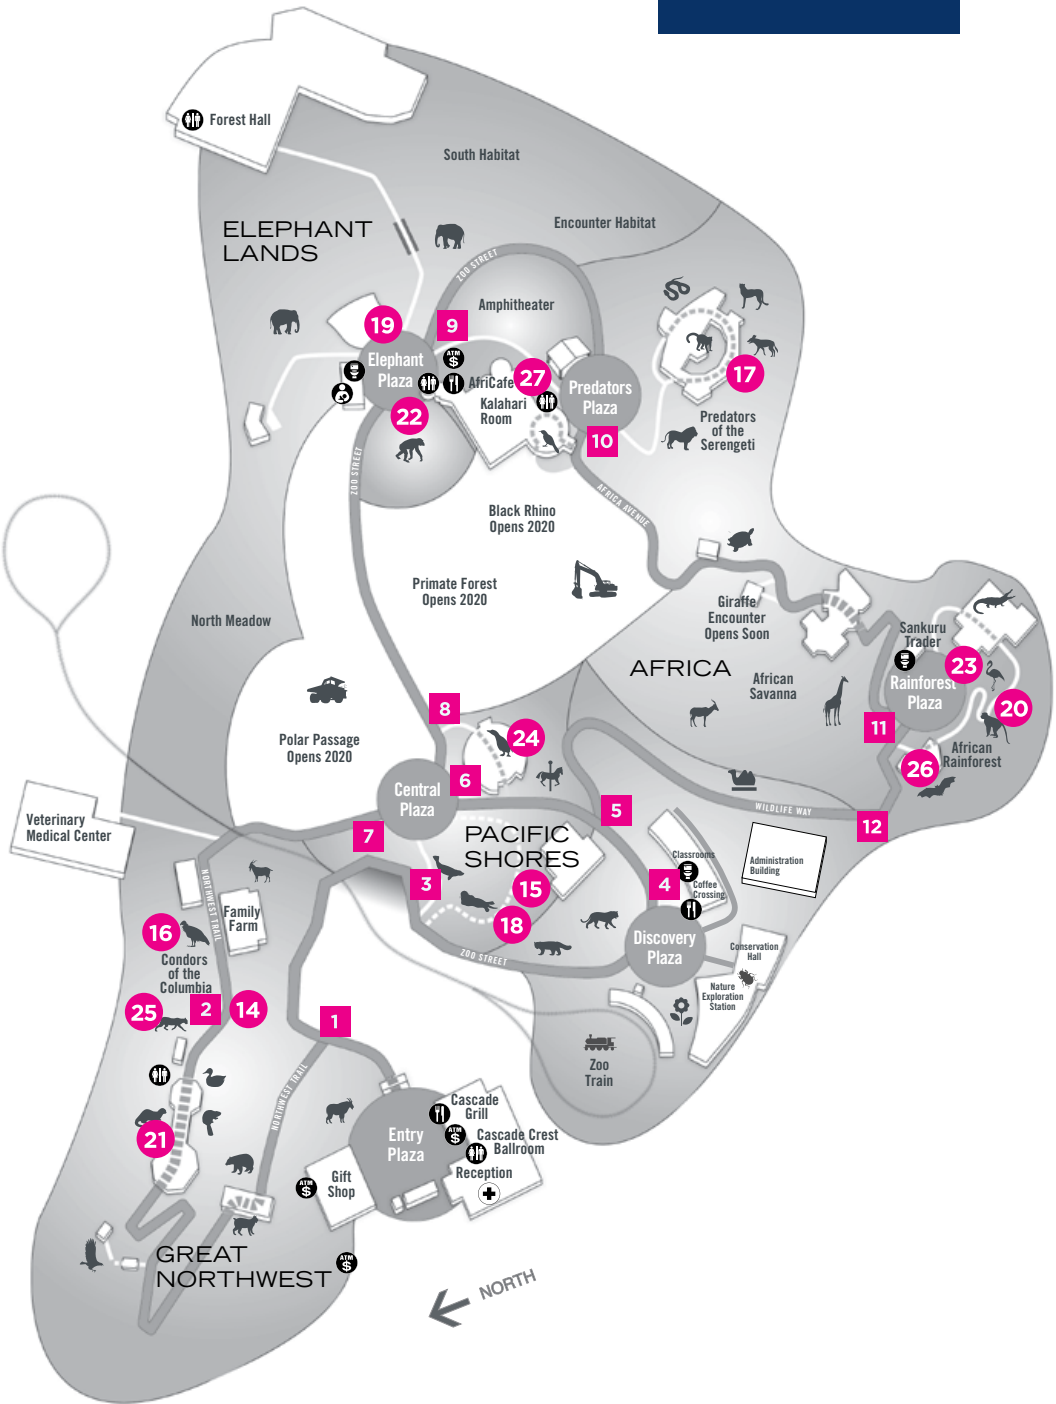 Forest Hall
South Habitat
Encounter Habitat
ELEPHANT
LANDS
ZOO STREET
Amphitheater
19
9
ATM
$
Elephant
Plaza
AfriCafe
27
17
Predators
Plaza
Kalahari
Room
22
10
Predators
of the
Serengeti
ZOO STREET
AFRICA AVENUE
Black Rhino
Opens 2020
Primate Forest
Opens 2020
Giraffe
Encounter
Opens Soon
North Meadow
Sankuru
Trader
AFRICA
23
African
Savanna
Rainforest
Plaza
20
8
11
24
Polar Passage
Opens 2020
African
Rainforest
26
6
Central
Plaza
5
WILDLIFE WAY
12
Veterinary
Medical Center
7
PACIFIC
SHORES
Classrooms
Administration
Building
NORTHWEST TRAIL
3
15
4
Coffee
Crossing
Family
Farm
18
16
Discovery
Plaza
Conservation
Hall
ZOO STREET
Condors
of the
Columbia
Nature
Exploration
Station
25
2
14
1
Zoo
Train
NORTHWEST TRAIL
Cascade
Grill
21
Entry
Plaza
ATM
$
Cascade Crest
Ballroom
Reception
Gift
Shop
ATM
$
GREAT
NORTHWEST
ATM
$
NORTH